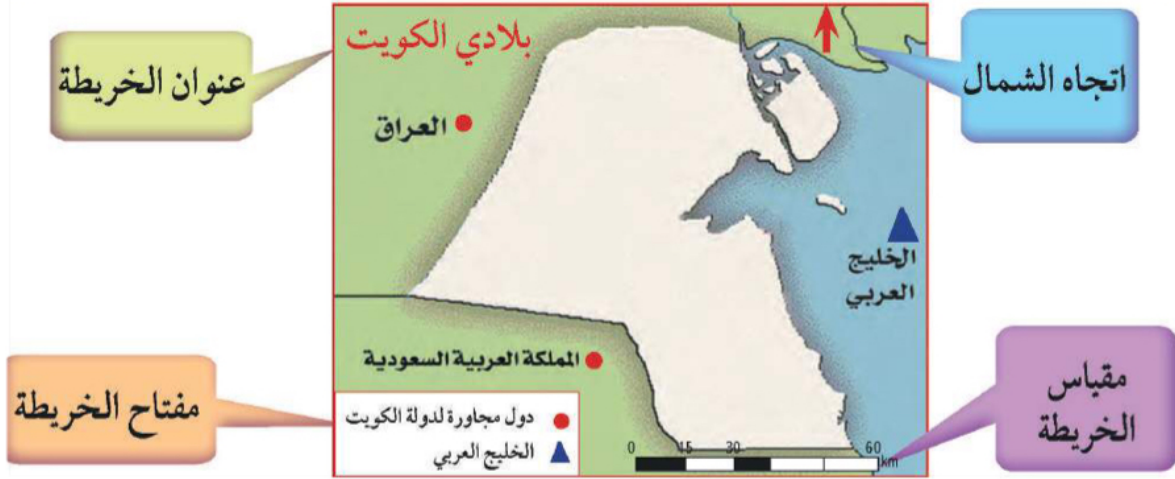 بلادي الكويت
اتجاه الشمال
عنوان الخريطة
العراق
الخليج
العربي
المملكة العربية السعودية
مقياس
الخريطة
مفتاح الخريطة
دول مجاورة لدولة الكويت
الخليج العربي
0 15 30 60
km